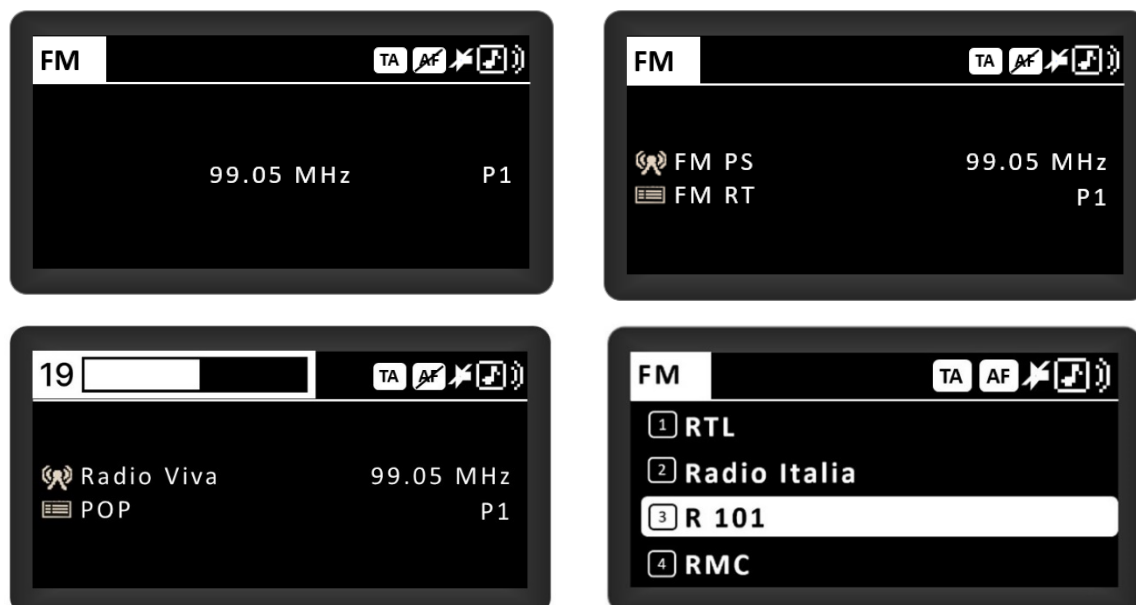 FM TA AF
99.05 MHz P1
FM TA AF
FM PS 99.05 MHz
FM RT P1
19 TA AF
Radio Viva 99.05 MHz
POP P1
FM TA AF
1 RTL
2 Radio Italia
3 R 101
4 RMC